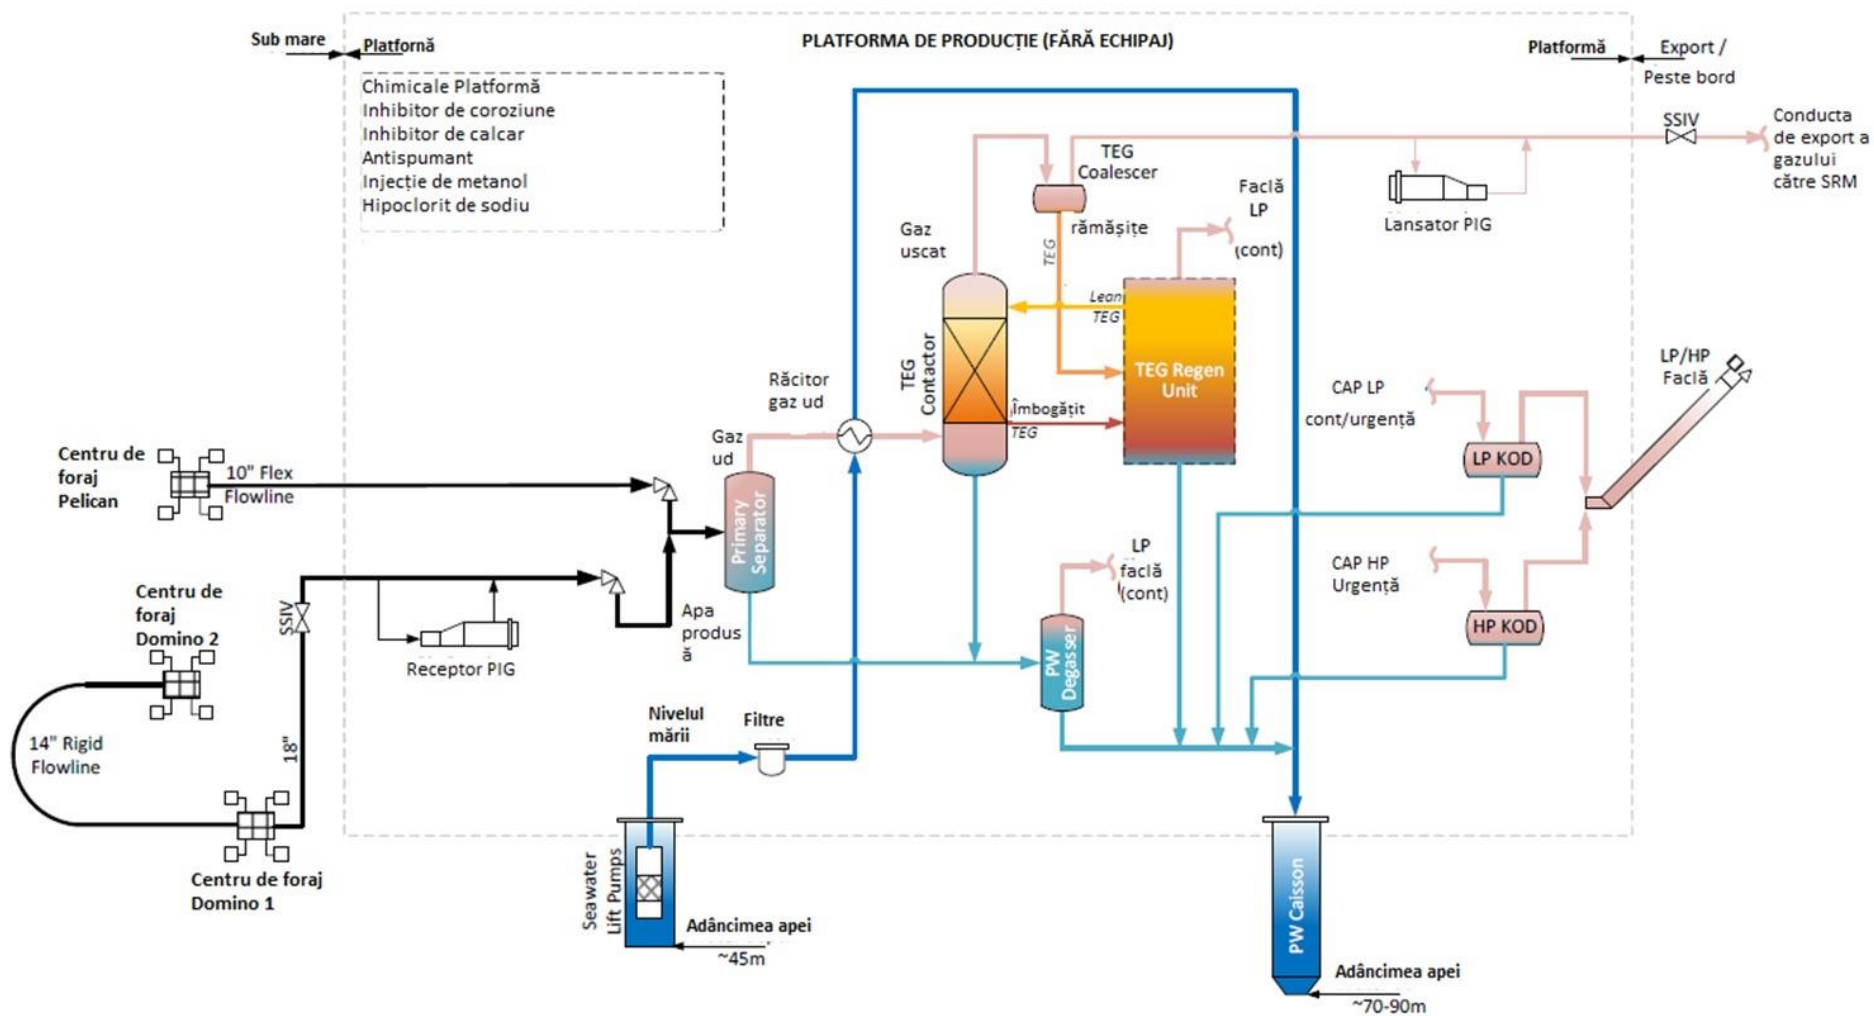 Sub mare
Platfornă
PLATFORMA DE PRODUCȚIE (FĂRĂ ECHIPAJ)
Platformă
Export /
Peste bord
Chimicale Platformă
Inhibitor de coroziune
Inhibitor de calcar
Antispumant
Injecție de metanol
Hipoclorit de sodiu
SSIV
Conducta
de export a
gazului
către SRM
TEG
Coalescer
Faclă
LP
(cont)
Lansator PIG
rămășițe
TEG
Gaz
uscat
Lean
TEG
TEG
Contactor
TEG Regen
Unit
Îmbogățit
TEG
Răcitor
gaz ud
Gaz
ud
Primary
Separator
LP/HP
Faclă
CAP LP
cont/urgență
LP KOD
CAP HP
Urgență
HP KOD
Centru de
foraj
Pelican
10" Flex
Flowline
Centru de
foraj
Domino 2
SSIV
Receptor PIG
Apa
produs
ă
LP
faclă
(cont)
PW
Degasser
14" Rigid
Flowline
18"
Centru de foraj
Domino 1
Nivelul
mării
Filtre
Seawater
Lift Pumps
Adâncimea apei
~45m
PW Caisson
Adâncimea apei
~70-90m